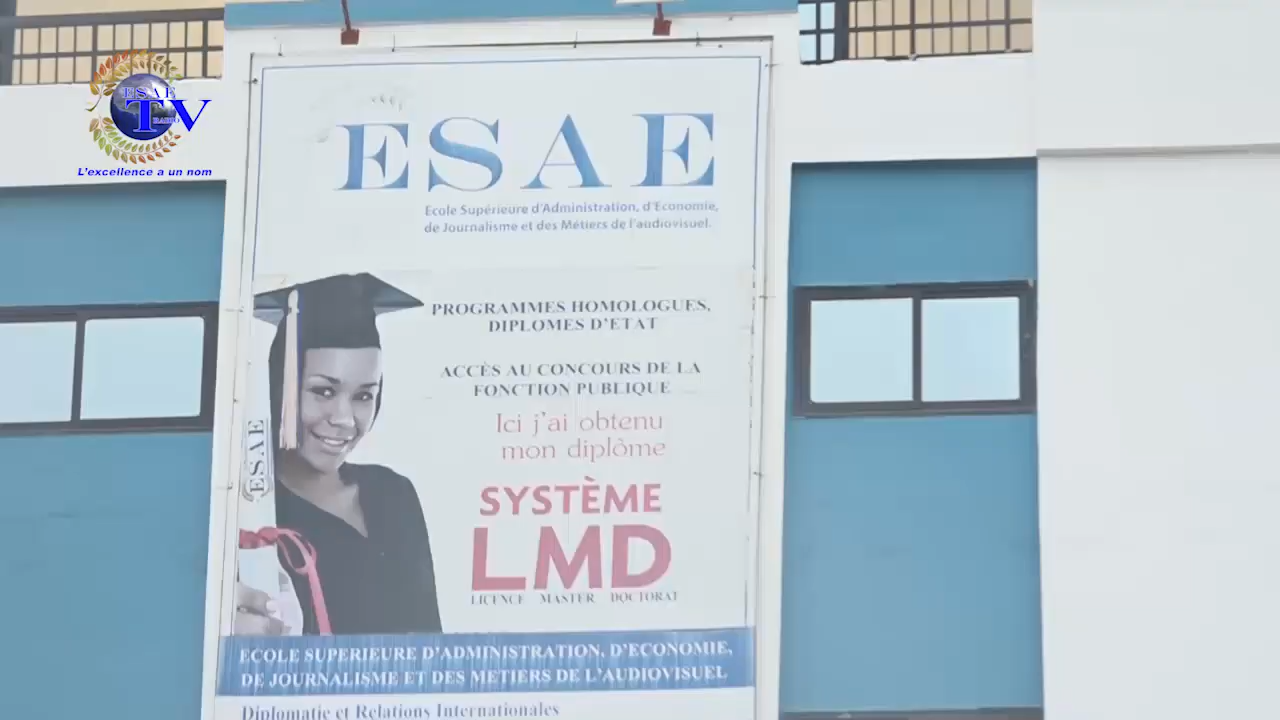 ESAE
TV
RADIO
L'excellence a un nom
ESAE
Ecole Supérieure d'Administration, d'Economie,
de Journalisme et des Métiers de l'audiovisuel.
PROGRAMMES HOMOLOGUES,
DIPLOMES D'ETAT
ACCÈS AU CONCOURS DE LA
FONCTION PUBLIQUE
Ici j'ai obtenu
mon diplôme
ESAE
SYSTÈME
LMD
LICENCE MASTER DOCTORAT
ECOLE SUPERIEURE D'ADMINISTRATION, D'ECONOMIE,
DE JOURNALISME ET DES METIERS DE L'AUDIOVISUEL
Diplomatie et Relations Internationales